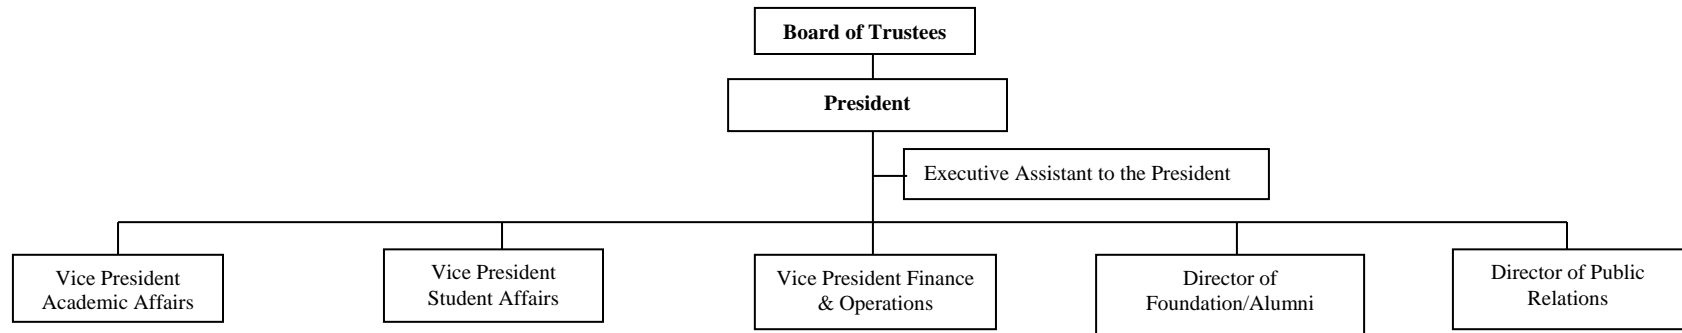 Board of Trustees
President
Executive Assistant to the President
Vice President
Academic Affairs
Vice President
Student Affairs
Vice President Finance
& Operations
Director of
Foundation/Alumni
Director of Public
Relations